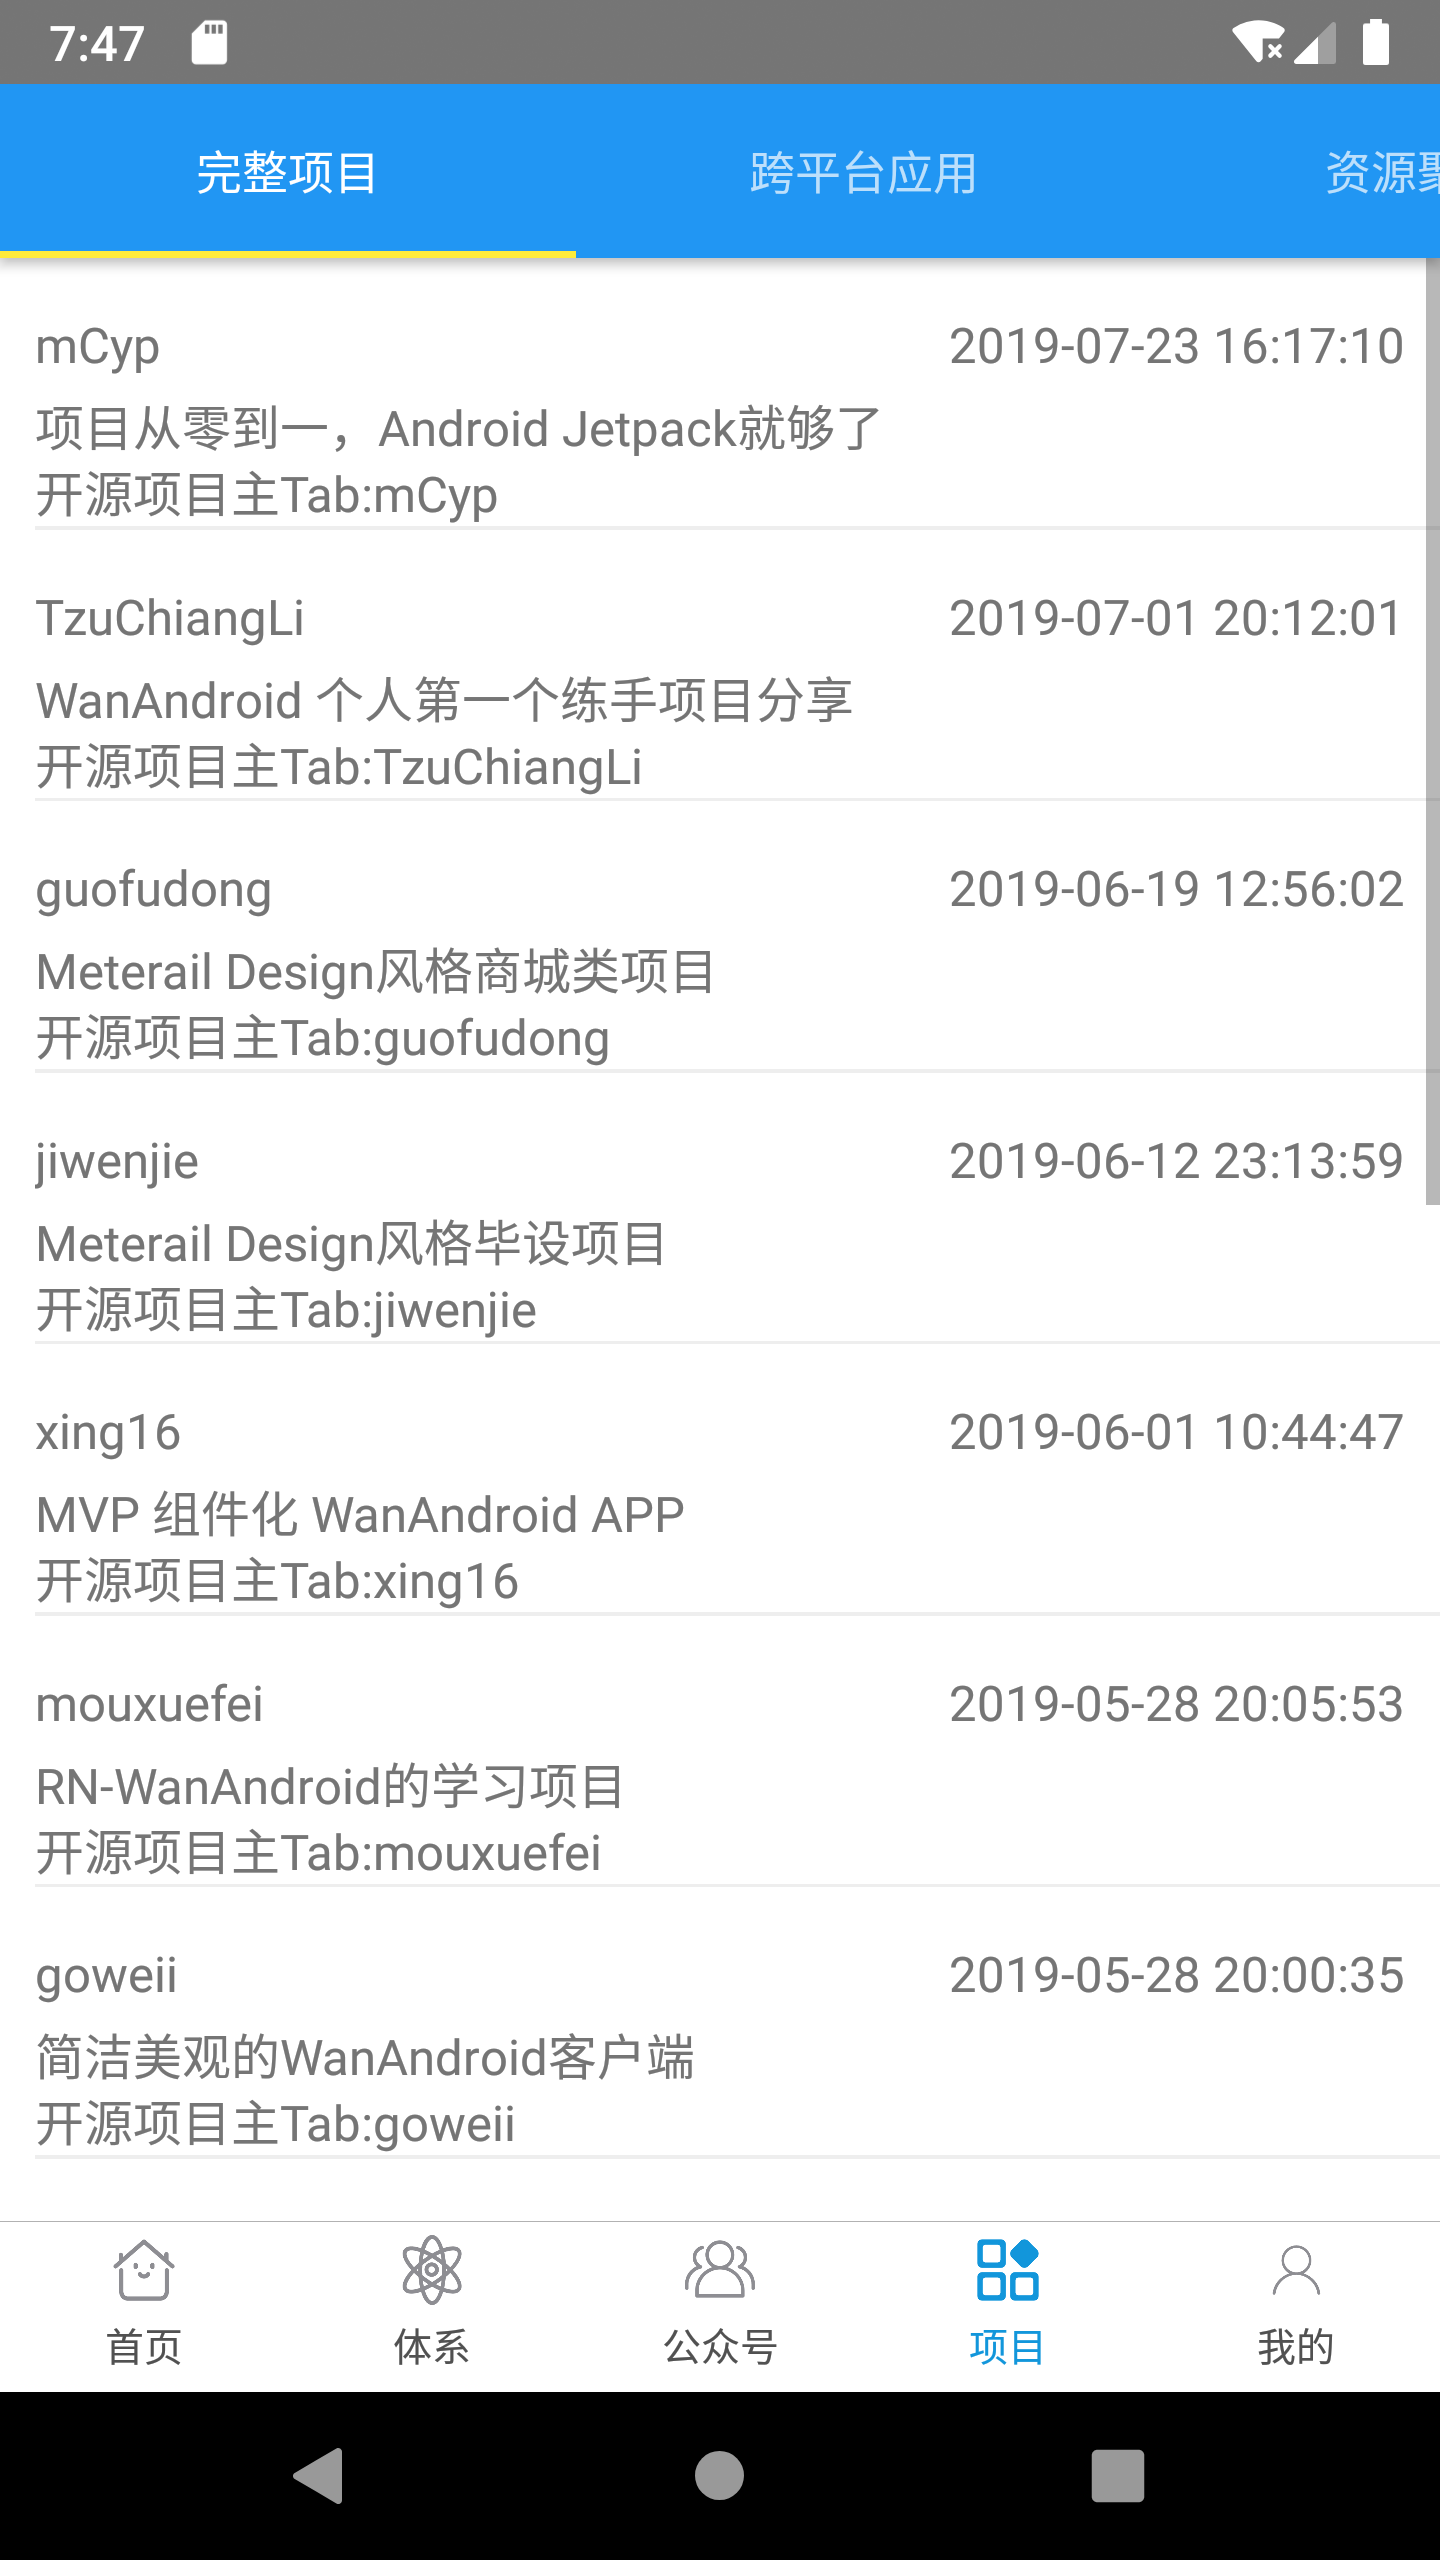 7:47
完整项目 跨平台应用 资源
mCyp 2019-07-23 16:17:10
项目从零到一，Android Jetpack就够了
开源项目主Tab:mCyp
TzuChiangLi 2019-07-01 20:12:01
WanAndroid 个人第一个练手项目分享
开源项目主Tab:TzuChiangLi
guofudong 2019-06-19 12:56:02
Meterail Design风格商城类项目
开源项目主Tab:guofudong
jiwenjie 2019-06-12 23:13:59
Meterail Design风格毕设项目
开源项目主Tab:jiwenjie
xing16 2019-06-01 10:44:47
MVP 组件化 WanAndroid APP
开源项目主Tab:xing16
mouxuefei 2019-05-28 20:05:53
RN-WanAndroid的学习项目
开源项目主Tab:mouxuefei
goweii 2019-05-28 20:00:35
简洁美观的WanAndroid客户端
开源项目主Tab:goweii
首页 体系 公众号 项目 我的